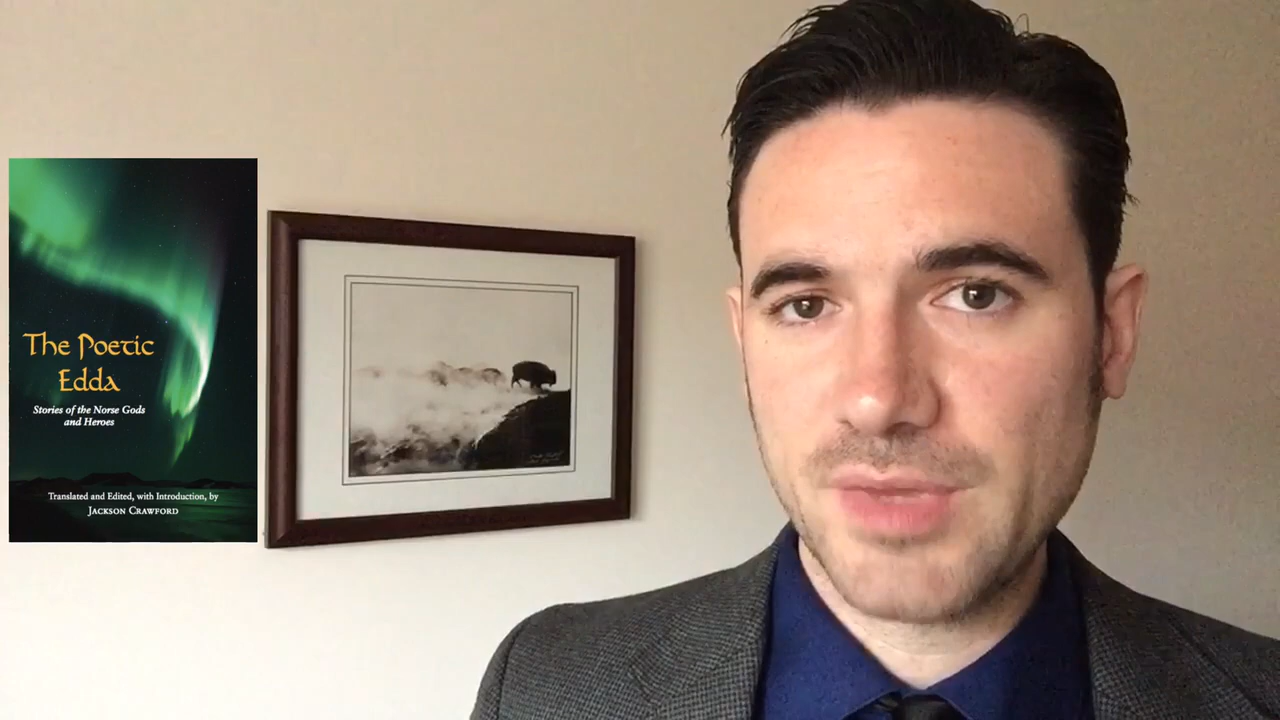 The Poetic
Edda
Stories of the Norse Gods
and Heroes
Translated and Edited, with Introduction, by
Jackson Crawford